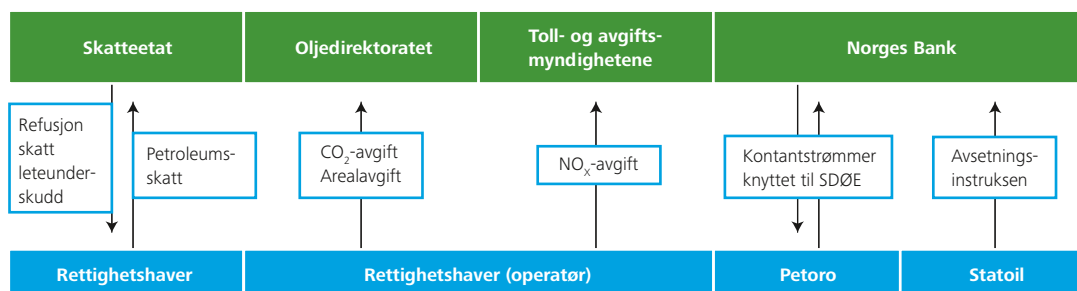 Skatteetat
Oljedirektoratet
Toll- og avgifts-
myndighetene
Norges Bank
Refusjon
skatt
leteunder-
skudd
Petroleums-
skatt
CO₂-avgift
Arealavgift
NOₓ-avgift
Kontantstrømmer
knyttet til SDØE
Avsetnings-
instruksen
Rettighetshaver
Rettighetshaver (operatør)
Petoro
Statoil